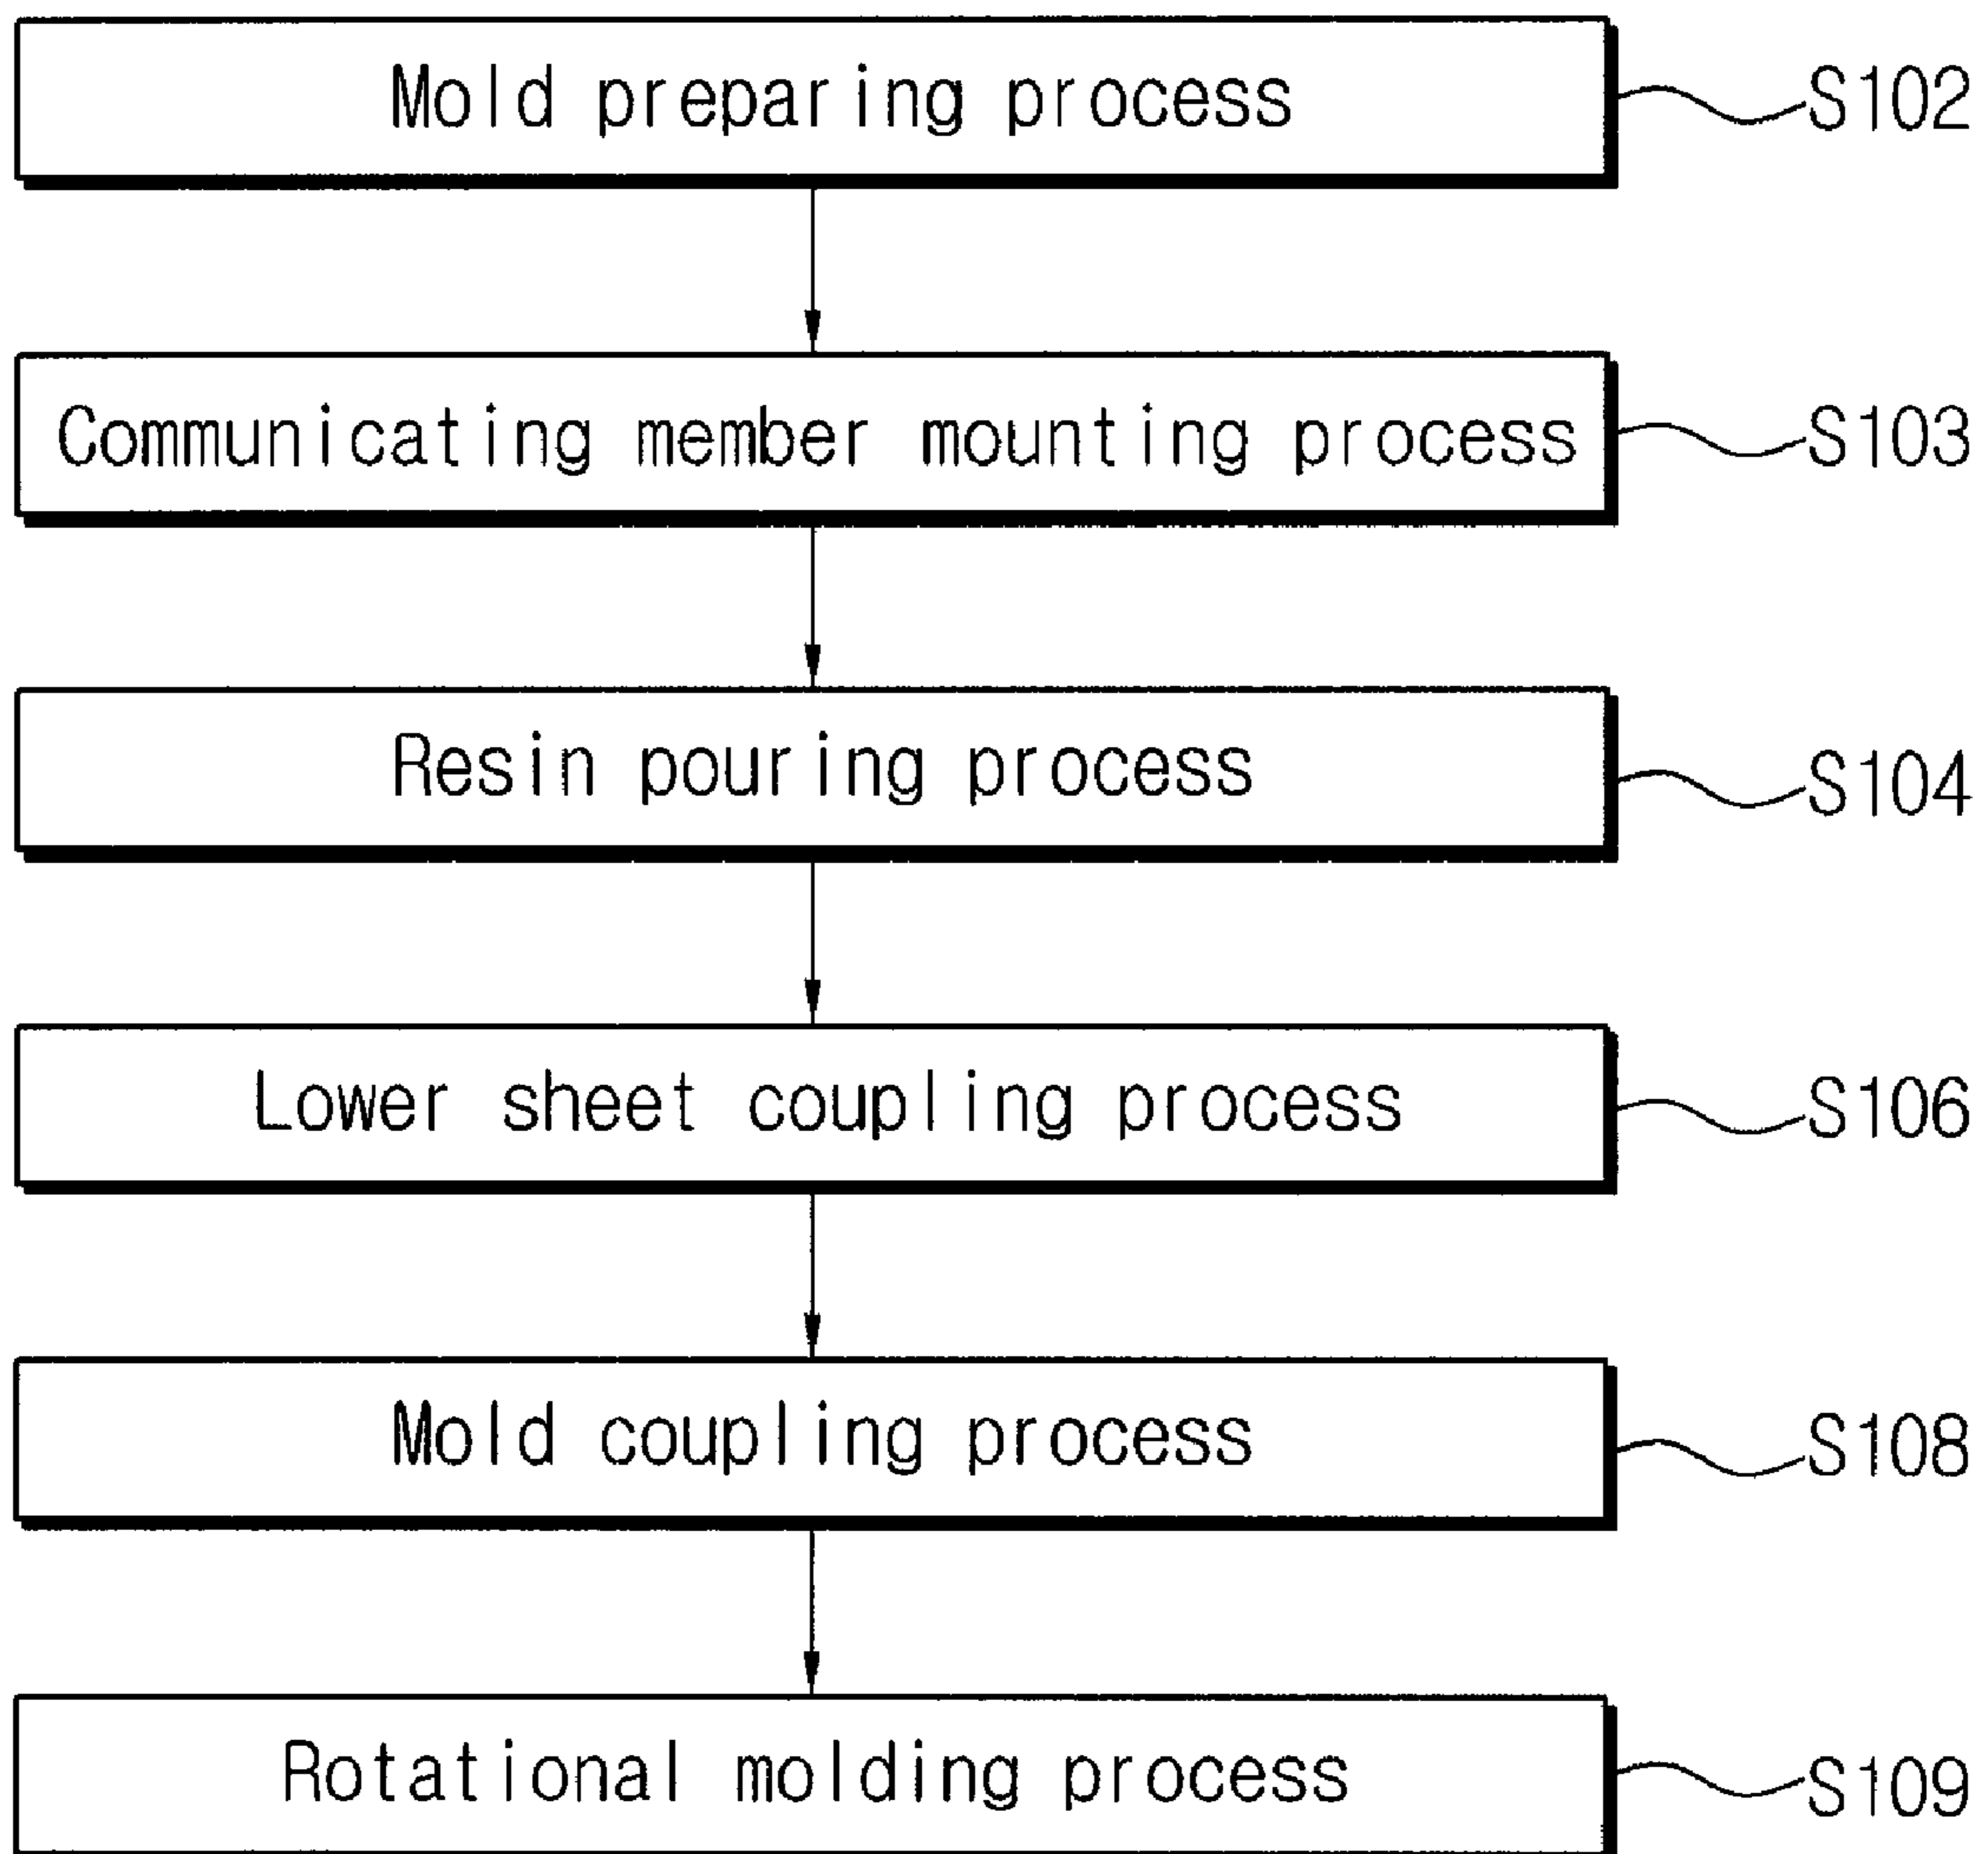 Mold preparing process S102
Communicating member mounting process S103
Resin pouring process S104
Lower sheet coupling process S106
Mold coupling process S108
Rotational molding process S109